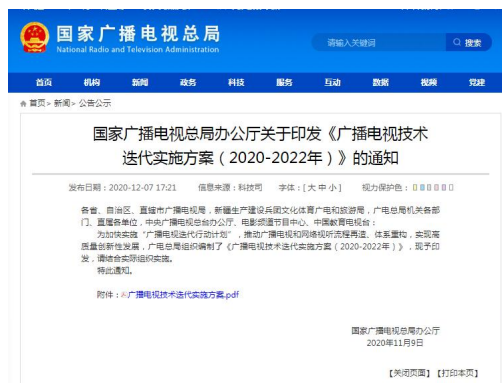 国家广播电视总局
National Radio and Television Administration
请输入关键词
搜索
首页 机构 新闻 政务 科技 服务 互动 数据 视频 党建
首页> 新闻> 公告公示
国家广播电视总局办公厅关于印发《广播电视技术
迭代实施方案（2020-2022年）》的通知
发布日期：2020-12-07 17:21 信息来源：科技司 字体：[大 中 小] 视力保护色：
各省、自治区、直辖市广播电视局，新疆生产建设兵团文化体育广电和旅游局，广电总局机关各部
门、直属各单位，中央广播电视总台办公厅、电影频道节目中心、中国教育电视台：
为加快实施“广播电视迭代行动计划”，推动广播电视和网络视听流程再造、体系重构，实现高
质量创新性发展，广电总局组织编制了《广播电视技术迭代实施方案（2020-2022年）》，现予印
发，请结合实际组织实施。
特此通知。
附件：广播电视技术迭代实施方案.pdf
国家广播电视总局办公厅
2020年11月9日
【关闭页面】【打印本页】